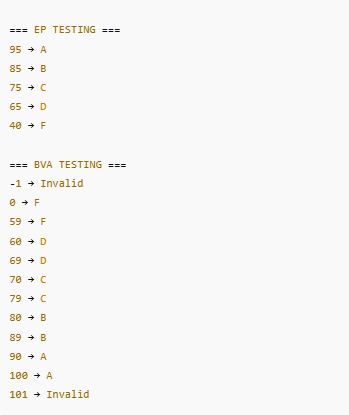 === EP TESTING ===
95 → A
85 → B
75 → C
65 → D
40 → F
=== BVA TESTING ===
-1 → Invalid
0 → F
59 → F
60 → D
69 → D
70 → C
79 → C
80 → B
89 → B
90 → A
100 → A
101 → Invalid